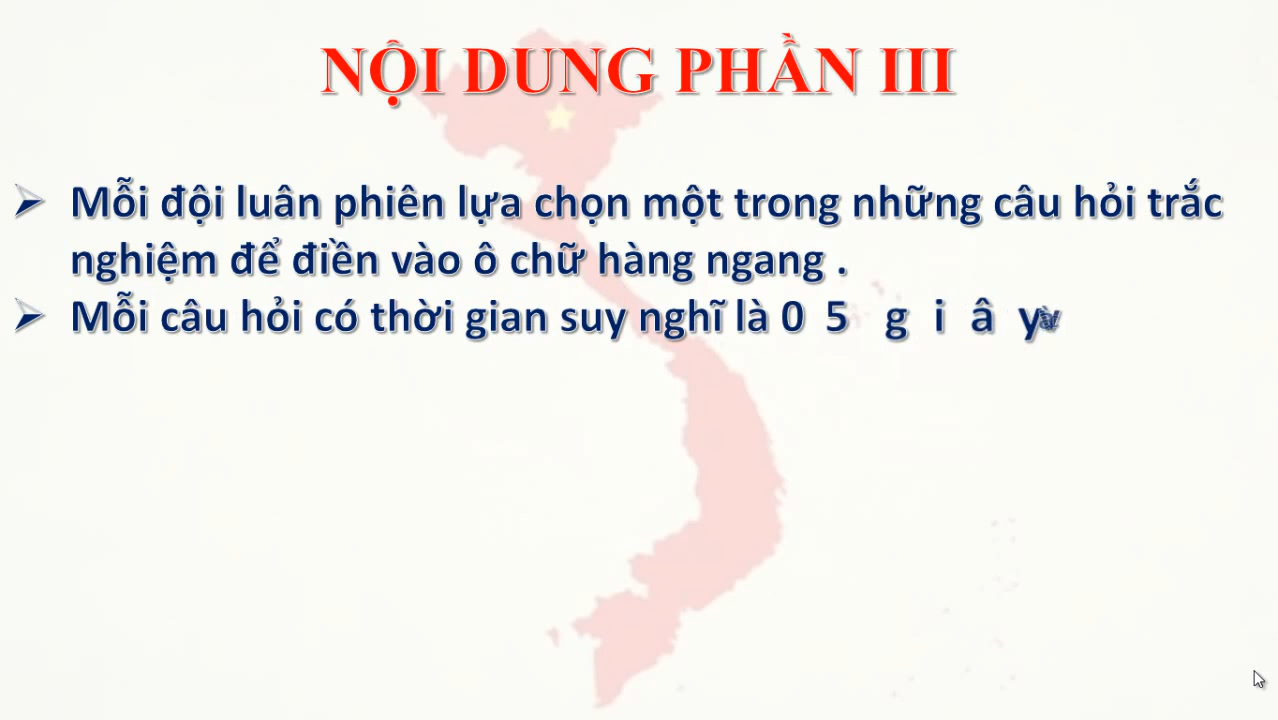 NỘI DUNG PHẦN III
Mỗi đội luân phiên lựa chọn một trong những câu hỏi trắc
nghiệm để điền vào ô chữ hàng ngang .
Mỗi câu hỏi có thời gian suy nghĩ là 0 5 g i â y